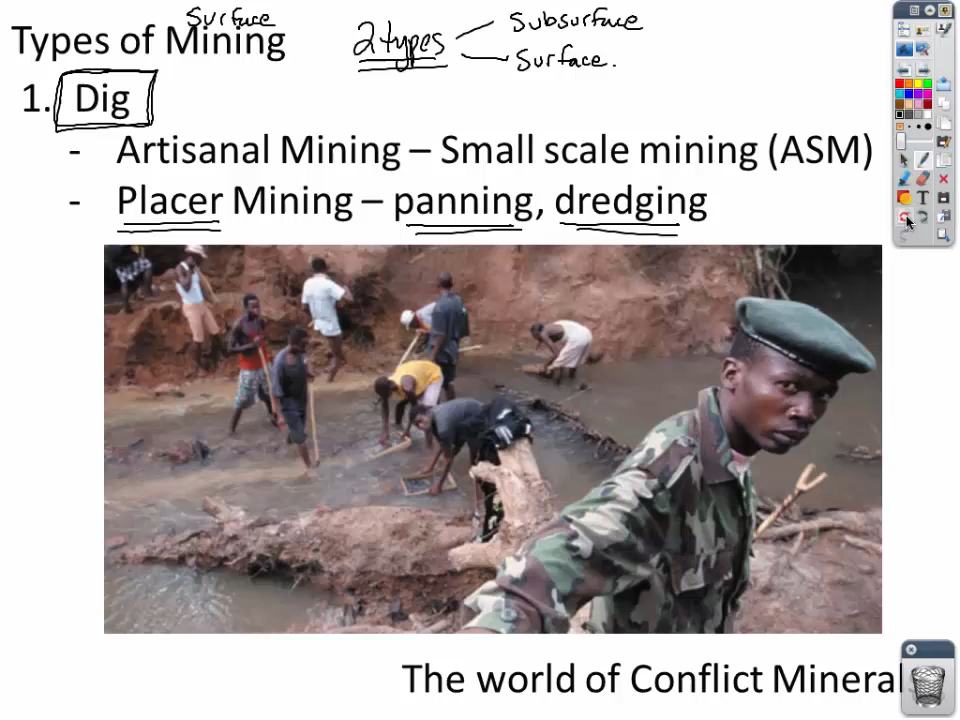 Surface
Types of Mining
2 types
Subsurface
Surface.
1. Dig
- Artisanal Mining – Small scale mining (ASM)
- Placer Mining – panning, dredging
The world of Conflict Mineral
T